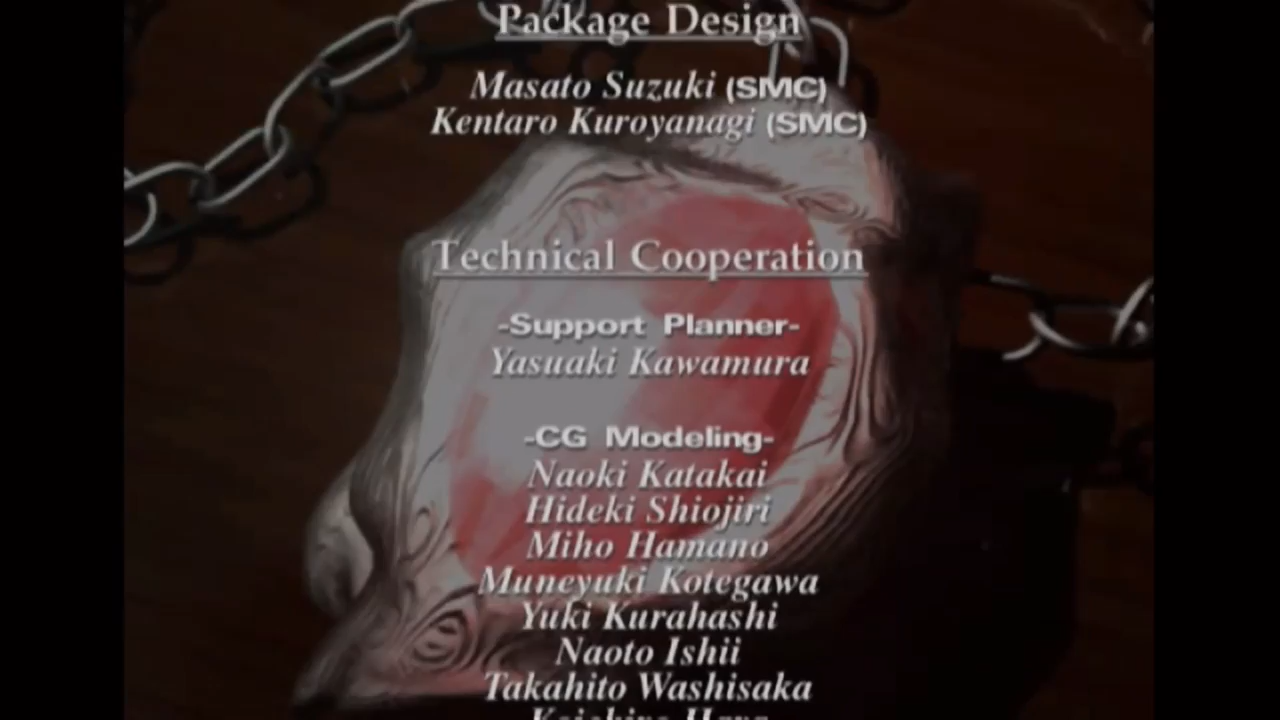 Package Design
Masato Suzuki (SMC)
Kentaro Kuroyanagi (SMC)
Technical Cooperation
-Support Planner-
Yasuaki Kawamura
-CG Modeling-
Naoki Katakai
Hideki Shiojiri
Miho Hamano
Muneyuki Kotegawa
Yuki Kurahashi
Naoto Ishii
Takahito Washisaka